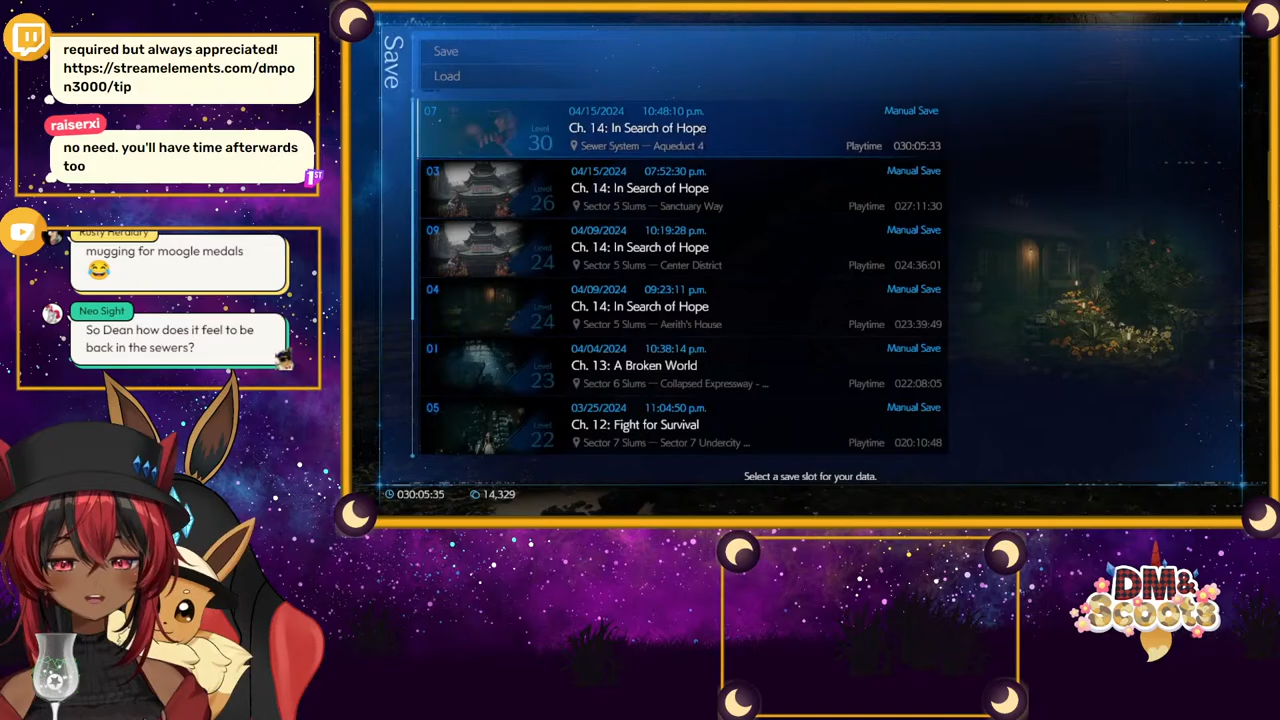 required but always appreciated!
https://streamelements.com/dmpo
n3000/tip
raiserxi
no need. you'll have time afterwards
too
1ST
Rusty Heraldry
mugging for moogle medals
Neo Sight
So Dean how does it feel to be
back in the sewers?
Save
Save
Load
07 04/15/2024 10:48:10 p.m. Manual Save
Level 30 Ch. 14: In Search of Hope
Sewer System — Aqueduct 4 Playtime 030:05:33
03 04/15/2024 07:52:30 p.m. Manual Save
Level 26 Ch. 14: In Search of Hope
Sector 5 Slums — Sanctuary Way Playtime 027:11:30
09 04/09/2024 10:19:28 p.m. Manual Save
Level 24 Ch. 14: In Search of Hope
Sector 5 Slums — Center District Playtime 024:36:01
04 04/09/2024 09:23:11 p.m. Manual Save
Level 24 Ch. 14: In Search of Hope
Sector 5 Slums — Aerith's House Playtime 023:39:49
01 04/04/2024 10:38:14 p.m. Manual Save
Level 23 Ch. 13: A Broken World
Sector 6 Slums — Collapsed Expressway - ... Playtime 022:08:05
05 03/25/2024 11:04:50 p.m. Manual Save
Level 22 Ch. 12: Fight for Survival
Sector 7 Slums — Sector 7 Undercity ... Playtime 020:10:48
Select a save slot for your data.
030:05:35 14,329
DM&
Scoots